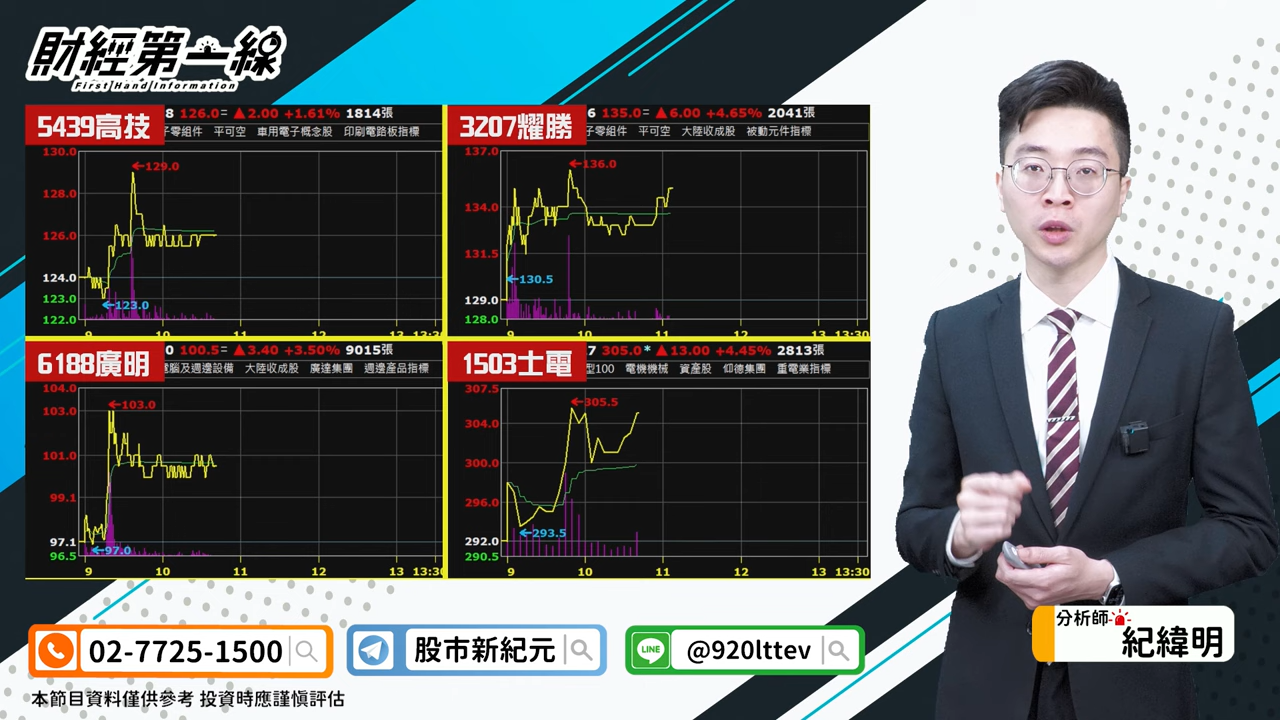 財經第一線
First Hand Information
5439高技
8 126.0= ▲2.00 +1.61% 1814張
子零組件 平可空 車用電子概念股 印刷電路板指標
130.0
129.0
128.0
126.0
124.0
123.0
123.0
122.0
9 10 11 12 13 13:30
3207耀勝
6 135.0= ▲6.00 +4.65% 2041張
子零組件 平可空 大陸收成股 被動元件指標
137.0
136.0
134.0
131.5
130.5
129.0
128.0
9 10 11 12 13 13:30
6188廣明
0 100.5= ▲3.40 +3.50% 9015張
電腦及週邊設備 大陸收成股 廣達集團 週邊產品指標
104.0
103.0
103.0
101.0
99.1
97.1
97.0
96.5
9 10 11 12 13 13:30
1503士電
7 305.0* ▲13.00 +4.45% 2813張
型100 電機機械 資產股 仰德集團 重電業指標
307.5
305.5
304.0
300.0
296.0
293.5
292.0
290.5
9 10 11 12 13 13:30
分析師
紀緯明
02-7725-1500
股市新紀元
LINE
@920lttev
本節目資料僅供參考 投資時應謹慎評估